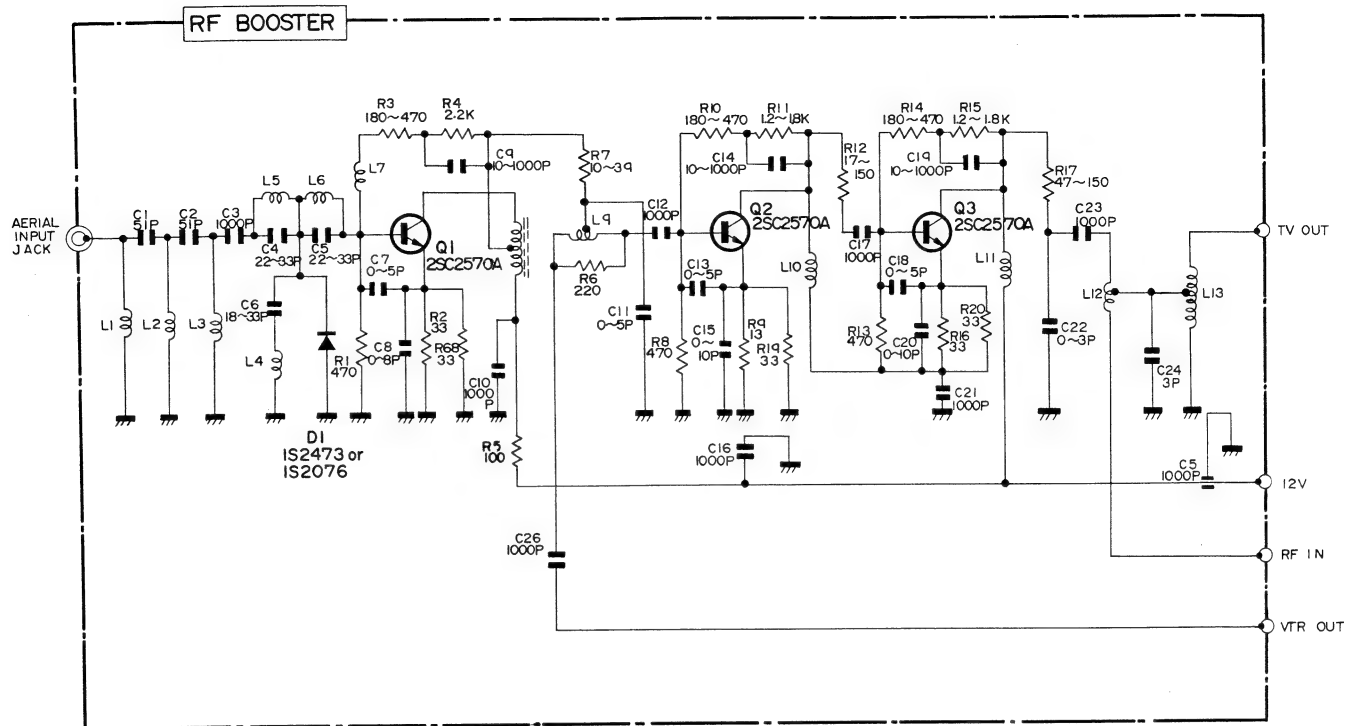 RF BOOSTER
AERIAL
INPUT
JACK
C1
51P
C2
51P
C3
1000P
L1
L2
L3
L5
L6
C4
22~33P
C5
22~33P
C6
18~33P
L4
D1
1S2473 or
1S2076
R3
180~470
R4
2.2K
L7
C9
10~1000P
Q1
2SC2570A
C7
0~5P
R1
470
C8
0~8P
R2
33
R68
33
C10
1000
P
R5
100
R7
10~39
L9
R6
220
C11
0~5P
C12
1000P
C26
1000P
R10
180~470
R11
1.2~1.8K
C14
10~1000P
Q2
2SC2570A
C13
0~5P
R8
470
C15
0~
10P
R9
13
R19
33
L10
C16
1000P
R12
17~
150
C17
1000P
R14
180~470
R15
1.2~1.8K
C19
10~1000P
Q3
2SC2570A
C18
0~5P
L11
R13
470
C20
0~10P
R16
33
R20
33
C21
1000P
R17
47~150
C23
1000P
C22
0~3P
L12
L13
C24
3P
C5
1000P
TV OUT
12V
RF IN
VTR OUT